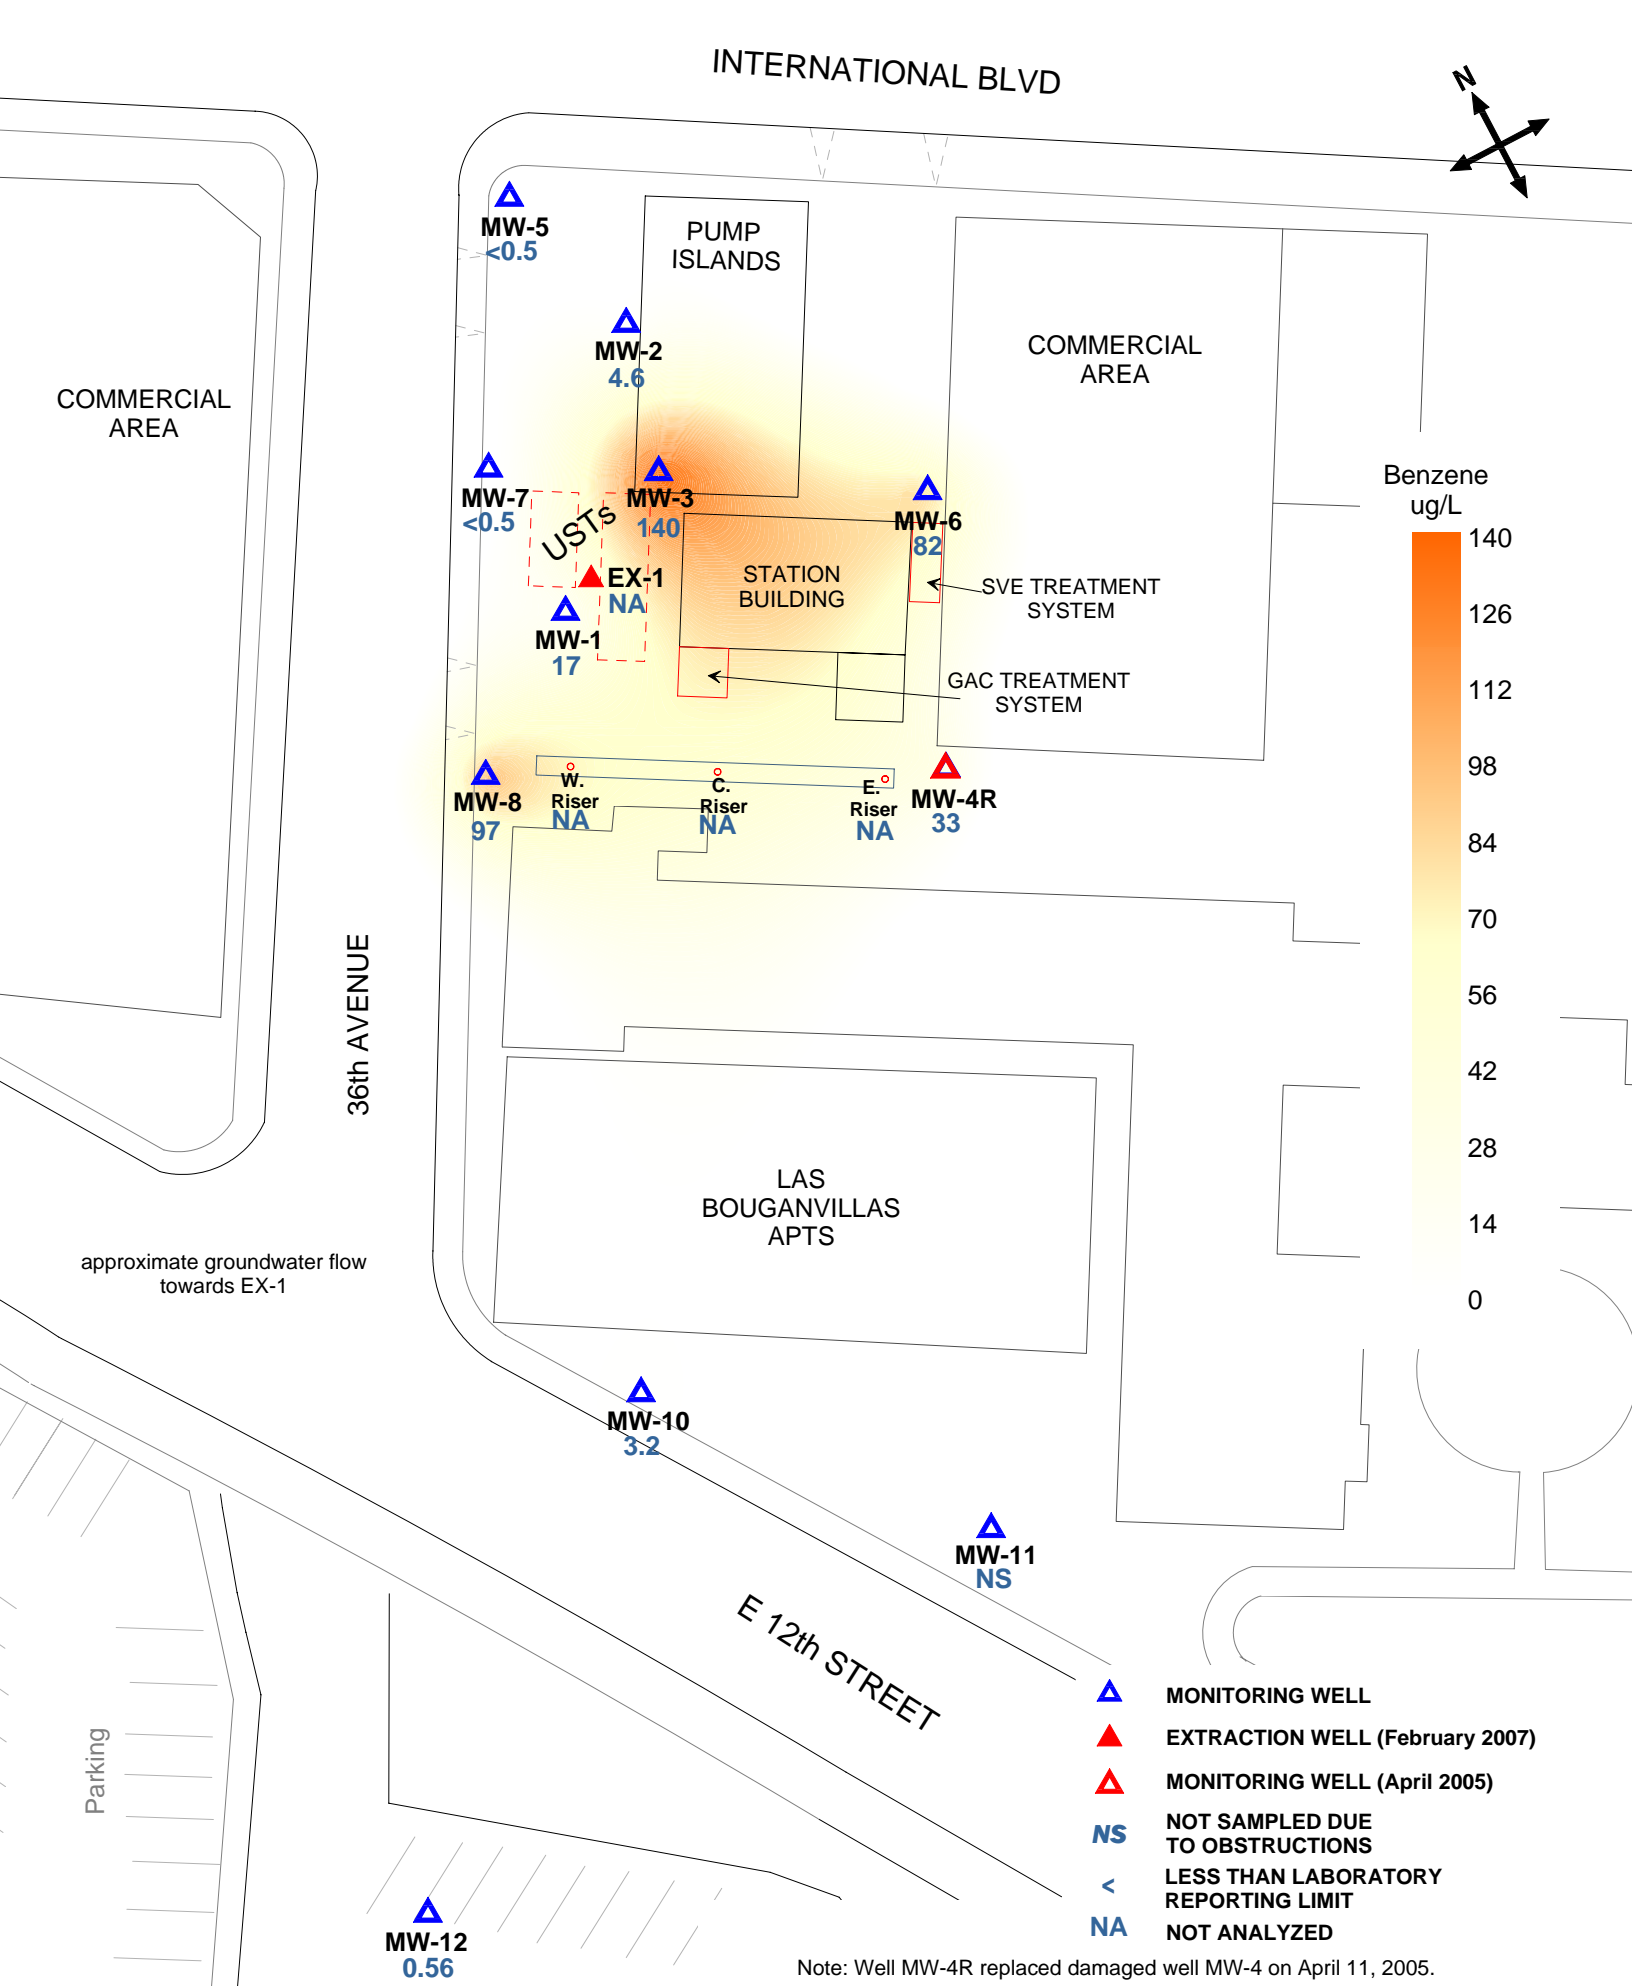 INTERNATIONAL BLVD
N
MW-5
<0.5
PUMP
ISLANDS
MW-2
4.6
COMMERCIAL
AREA
COMMERCIAL
AREA
MW-7
<0.5
USTs
MW-3
140
MW-6
82
EX-1
NA
STATION
BUILDING
SVE TREATMENT
SYSTEM
MW-1
17
GAC TREATMENT
SYSTEM
MW-8
97
W.
Riser
NA
C.
Riser
NA
E.
Riser
NA
MW-4R
33
Benzene
ug/L
140
126
112
98
84
70
56
42
28
14
0
36th AVENUE
LAS
BOUGANVILLAS
APTS
approximate groundwater flow
towards EX-1
MW-10
3.2
MW-11
NS
E 12th STREET
Parking
MW-12
0.56
MONITORING WELL
EXTRACTION WELL (February 2007)
MONITORING WELL (April 2005)
NS NOT SAMPLED DUE
TO OBSTRUCTIONS
< LESS THAN LABORATORY
REPORTING LIMIT
NA NOT ANALYZED
Note: Well MW-4R replaced damaged well MW-4 on April 11, 2005.